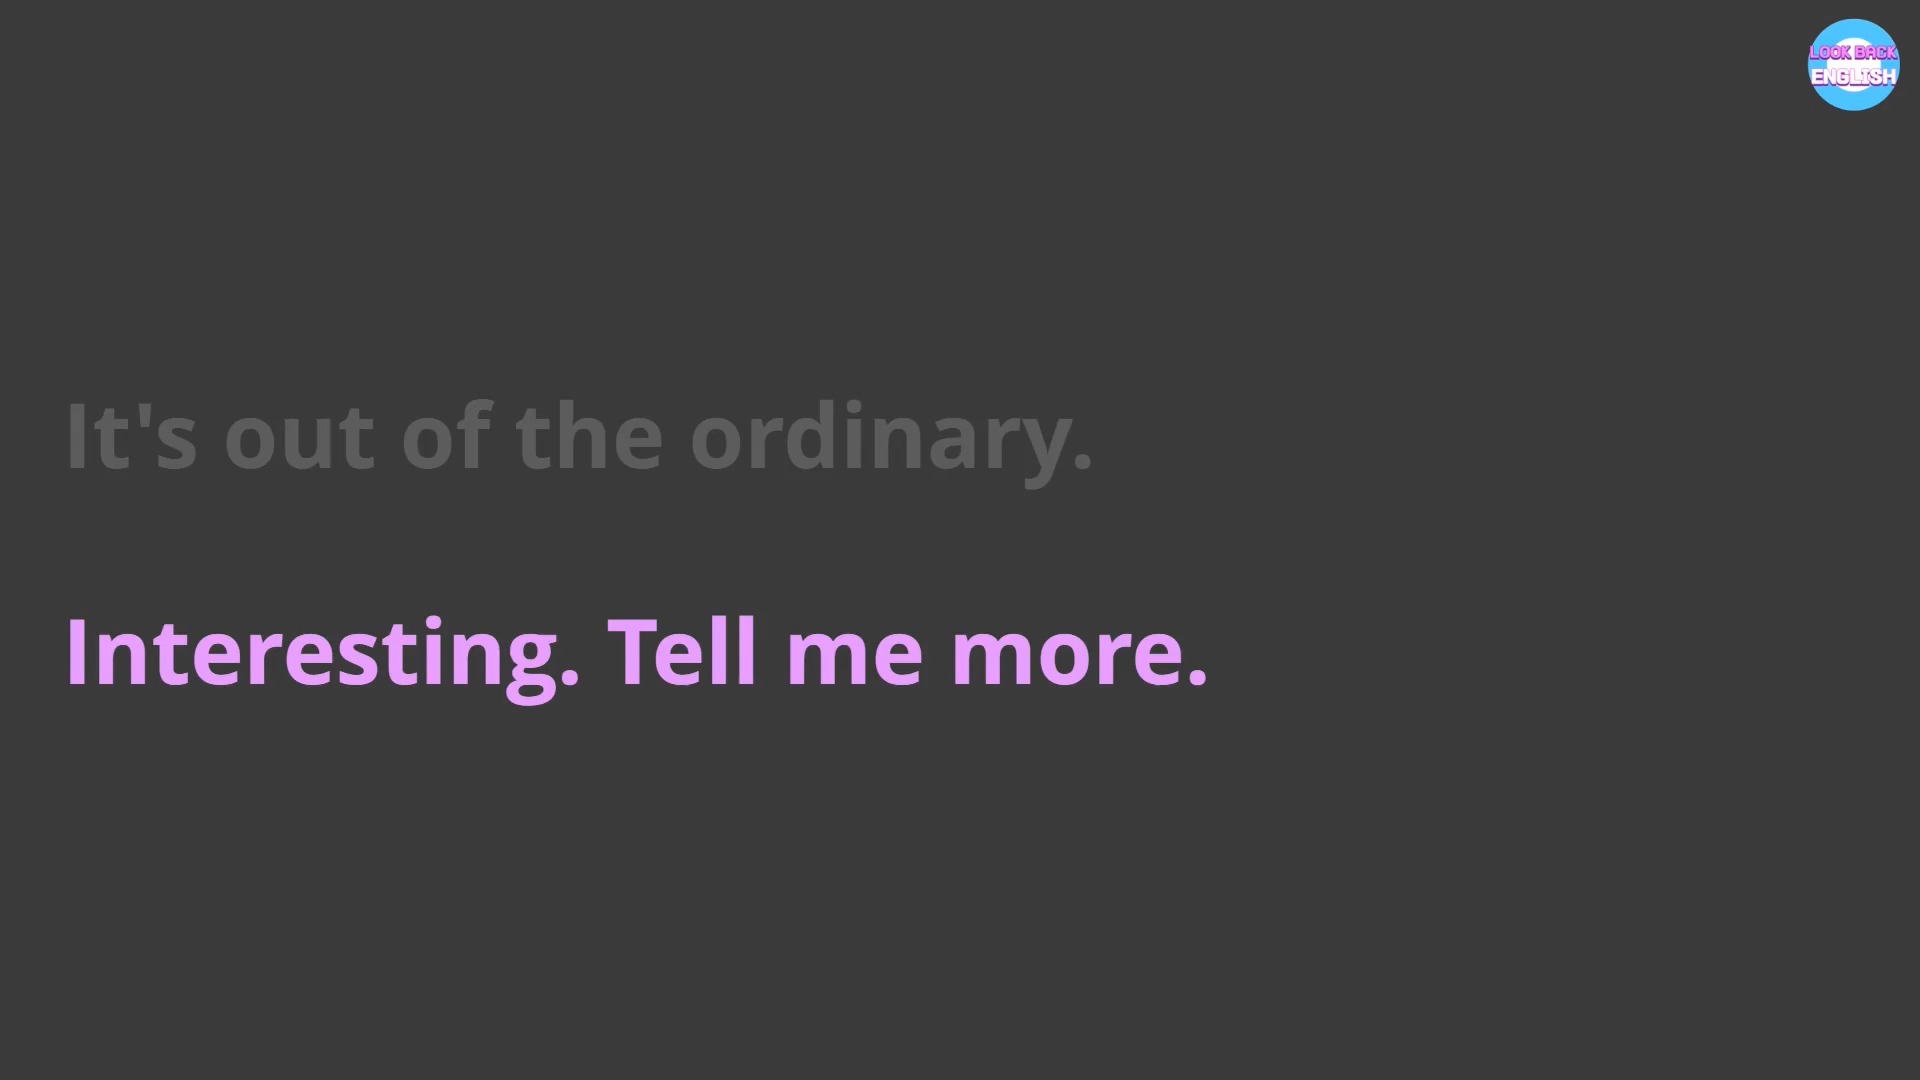 LOOK BACK
ENGLISH
It's out of the ordinary.
Interesting. Tell me more.